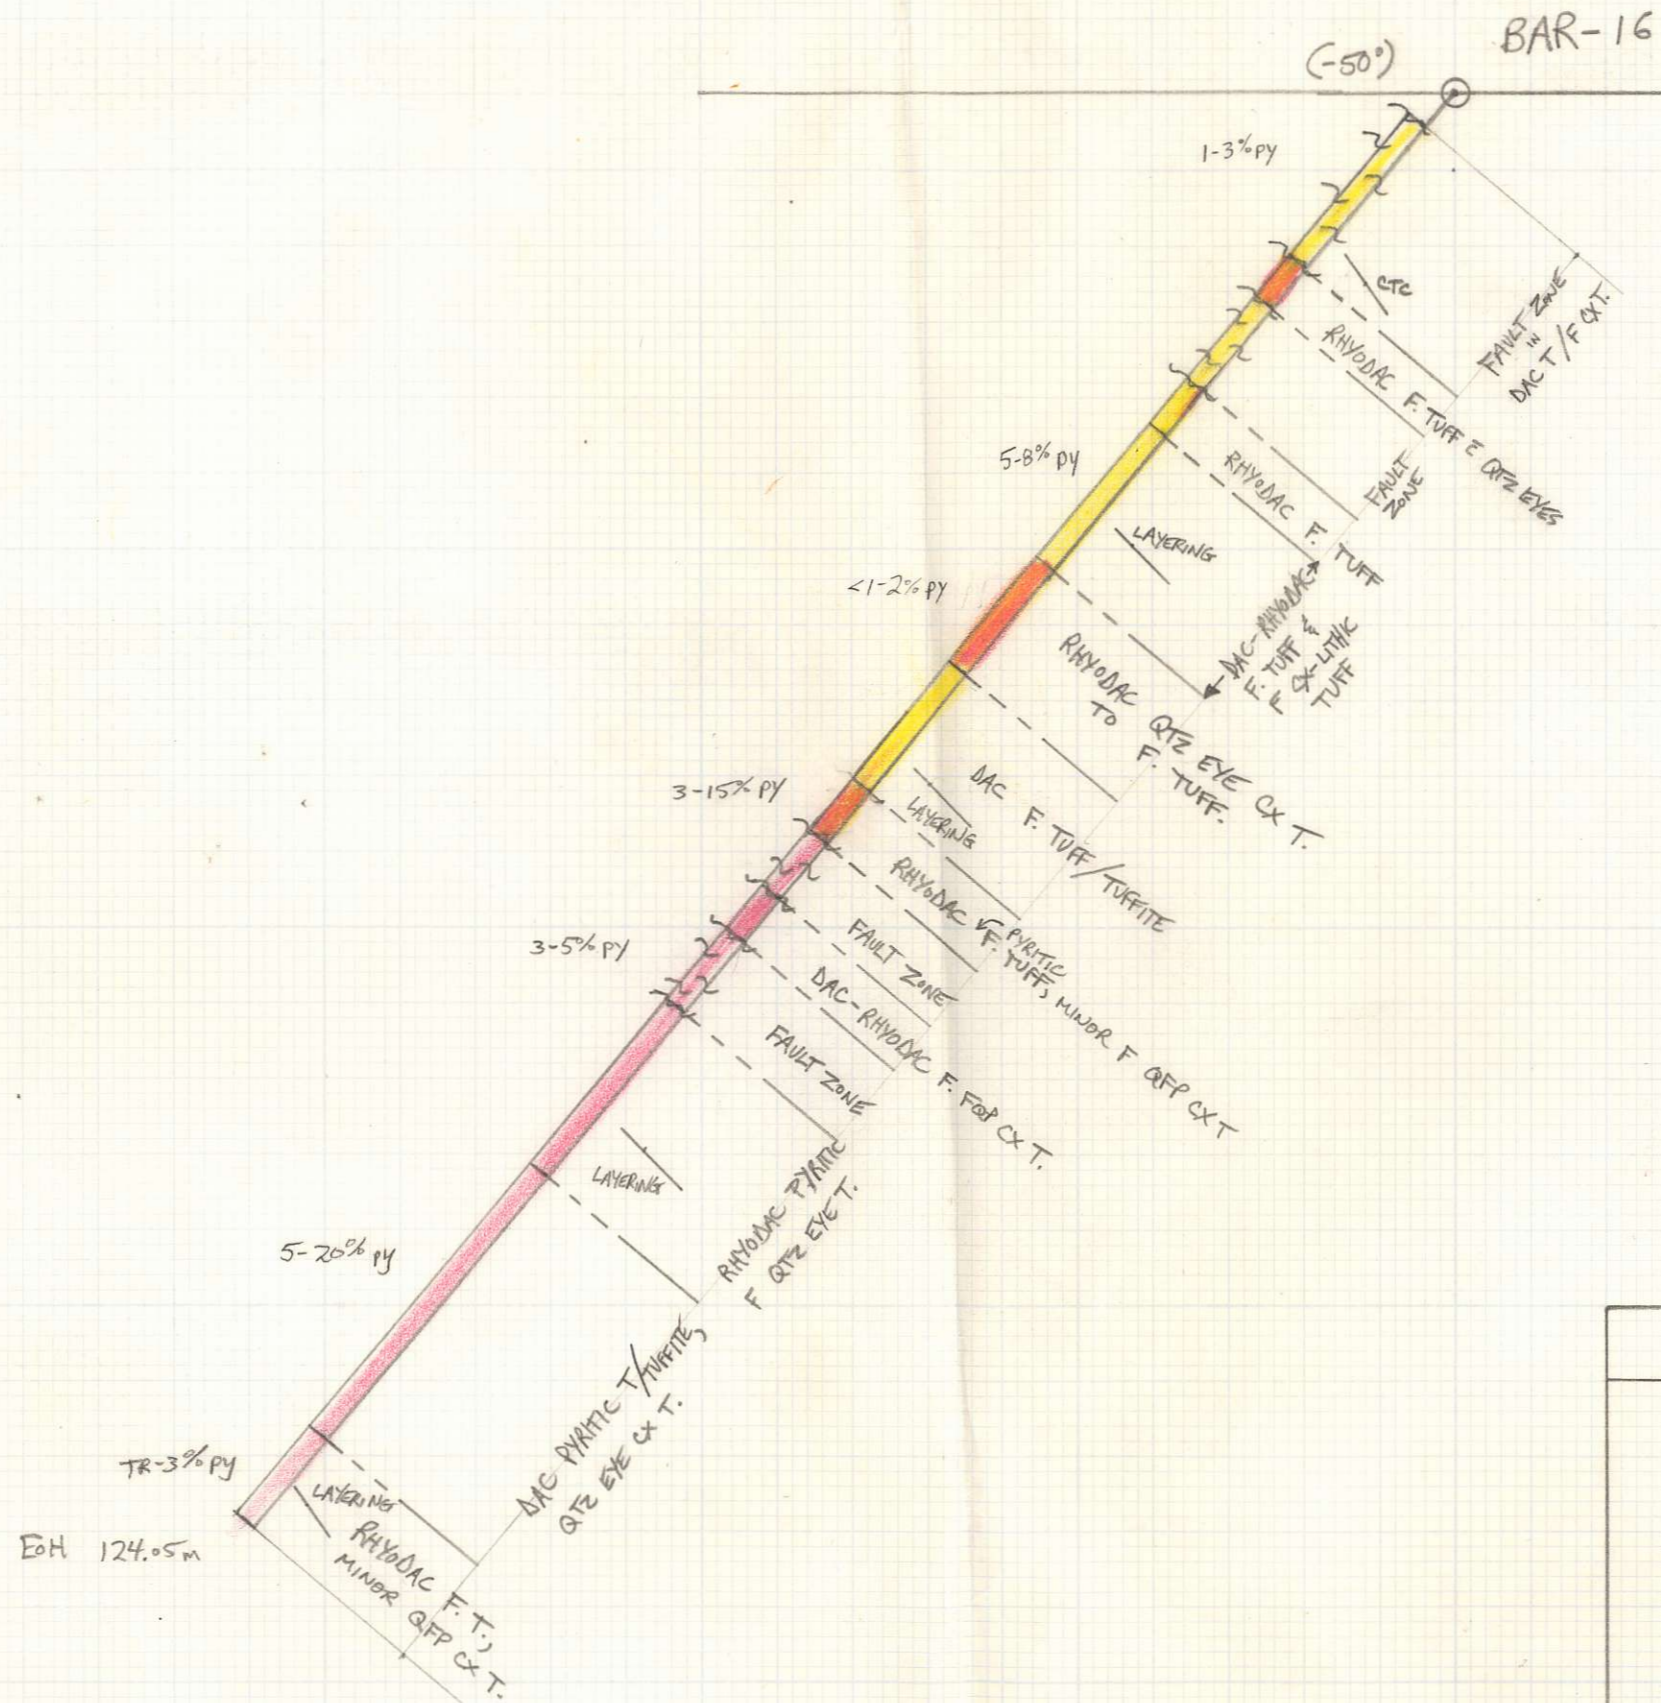 BAR-16
(-50°)
1-3% PY
CTC
FAULT ZONE
IN
DAC T/F CXT.
RHYODAC F. TUFF C̄ QTZ EYES
FAULT
ZONE
5-8% PY
RHYODAC F. TUFF
LAYERING
DAC-RHYODAC
F. TUFF &
F CX-LITHIC
TUFF
<1-2% PY
RHYODAC QTZ EYE CX T.
TO F. TUFF.
3-15% PY
DAC F. TUFF/TUFFITE
LAYERING
RHYODAC PYRITIC
F. TUFF, MINOR F QFP CX T
FAULT ZONE
3-5% PY
DAC-RHYODAC F. FQP CX T.
FAULT ZONE
LAYERING
RHYODAC PYRITIC
F QTZ EYE T.
5-20% PY
DAC PYRITIC T/TUFFITE,
QTZ EYE CX T.
TR-3% PY
LAYERING
RHYODAC F. T.,
MINOR QFP CX T.
EOH 124.05m